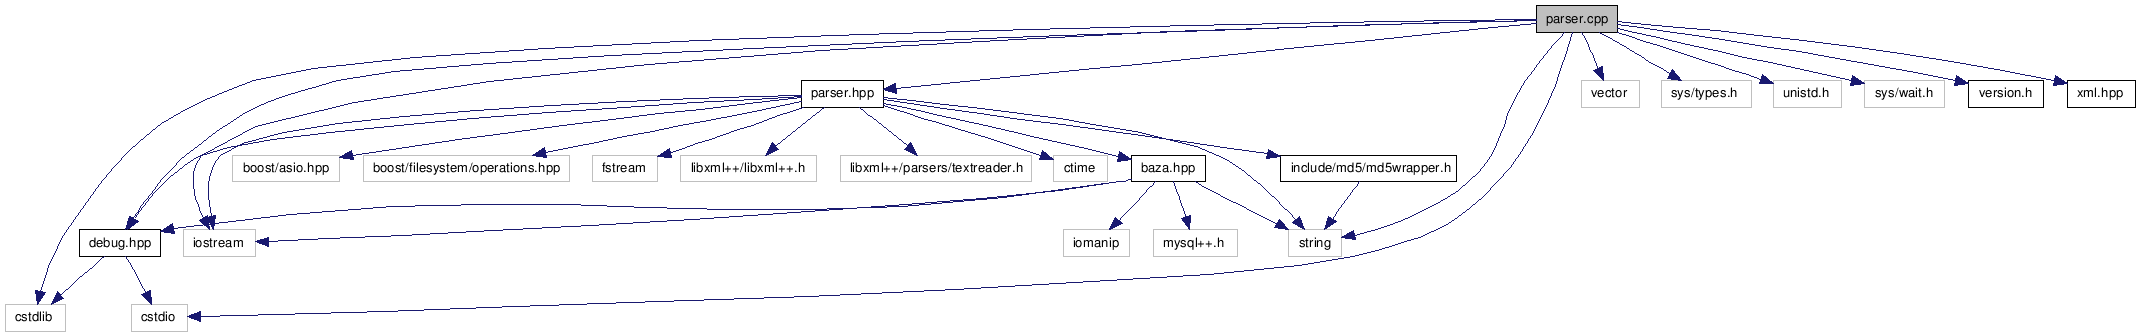 parser.cpp
parser.hpp
vector
sys/types.h
unistd.h
sys/wait.h
version.h
xml.hpp
boost/asio.hpp
boost/filesystem/operations.hpp
fstream
libxml++/libxml++.h
libxml++/parsers/textreader.h
ctime
baza.hpp
include/md5/md5wrapper.h
debug.hpp
iostream
iomanip
mysql++.h
string
cstdlib
cstdio